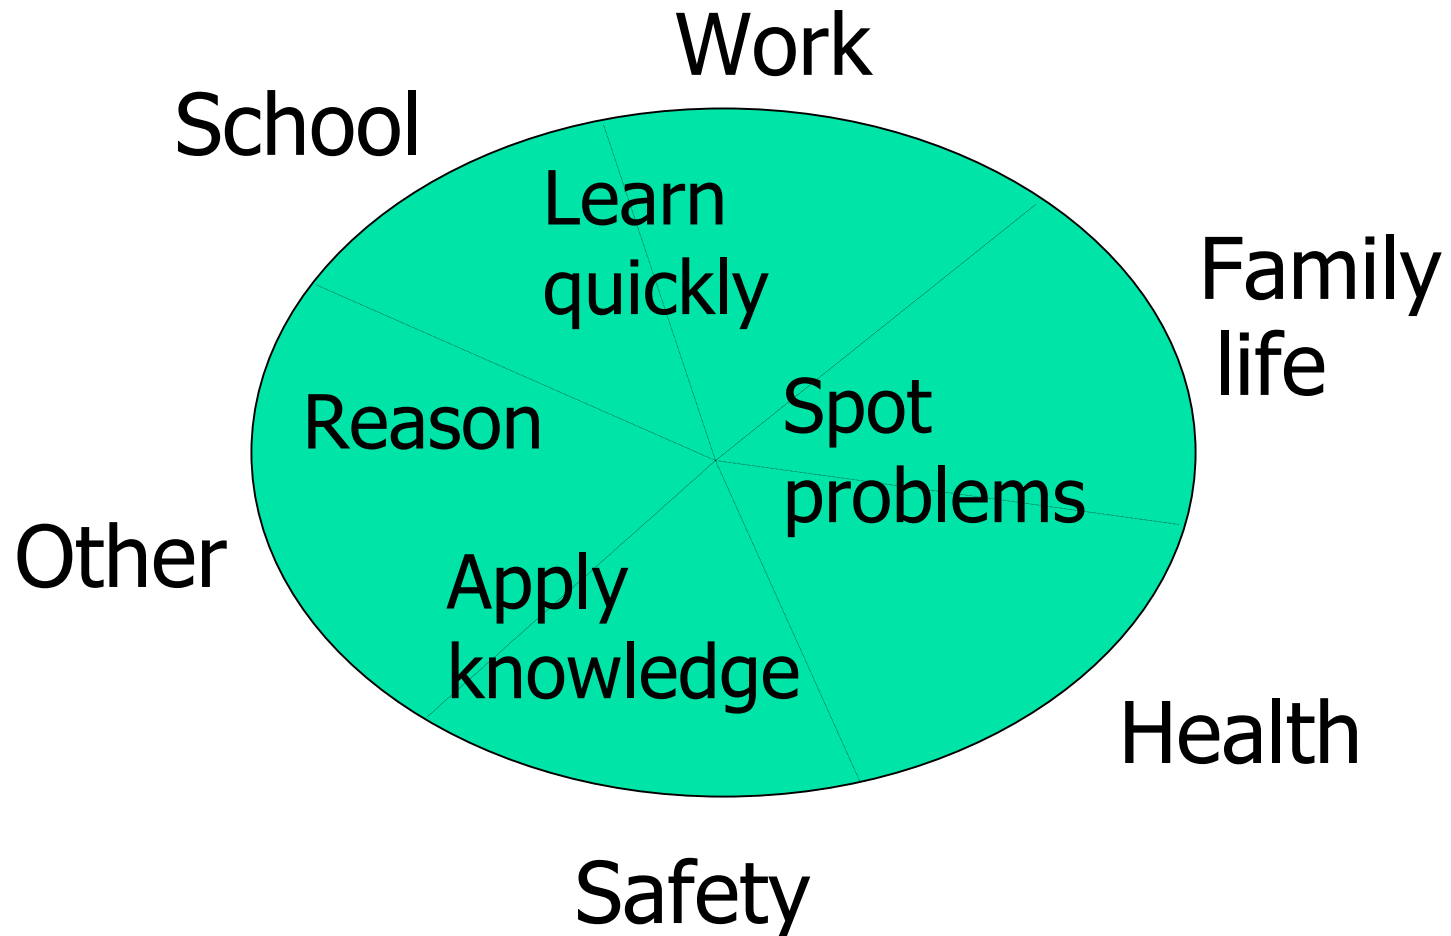 Work
School
Learn
quickly
Family
life
Spot
problems
Reason
Other
Apply
knowledge
Health
Safety